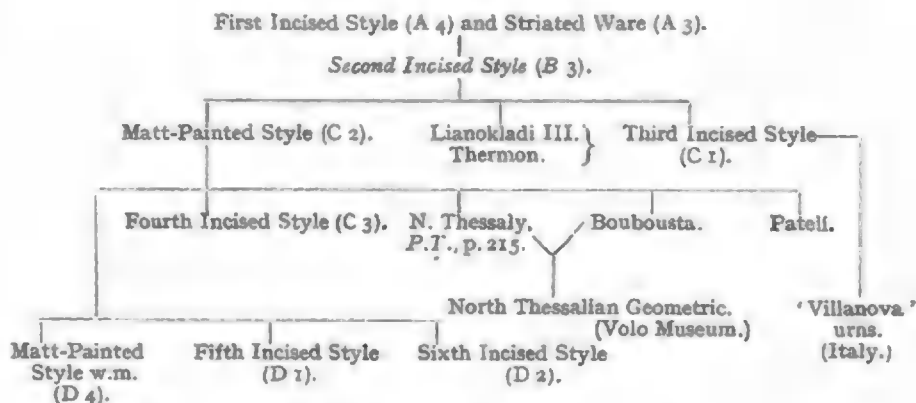 First Incised Style (A 4) and Striated Ware (A 3).
Second Incised Style (B 3).
Matt-Painted Style (C 2).
Lianokladi III.
Thermon.
Third Incised Style
(C 1).
Fourth Incised Style (C 3).
N. Thessaly.
P.T., p. 215.
Boubousta.
Pateli.
North Thessalian Geometric.
(Volo Museum.)
'Villanova'
urns.
(Italy.)
Matt-Painted
Style w.m.
(D 4).
Fifth Incised Style
(D 1).
Sixth Incised Style
(D 2).